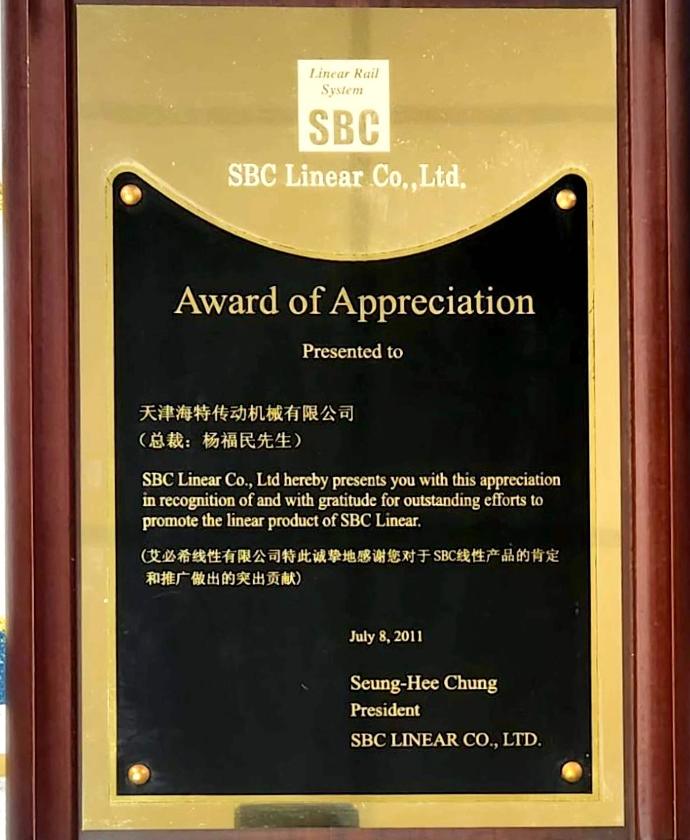 Linear Rail
System
SBC
SBC Linear Co.,Ltd.
Award of Appreciation
Presented to
天津海特传动机械有限公司
（总裁：杨福民先生）
SBC Linear Co., Ltd hereby presents you with this appreciation
in recognition of and with gratitude for outstanding efforts to
promote the linear product of SBC Linear.
(艾必希线性有限公司特此诚挚地感谢您对于SBC线性产品的肯定
和推广做出的突出贡献)
July 8, 2011
Seung-Hee Chung
President
SBC LINEAR CO., LTD.